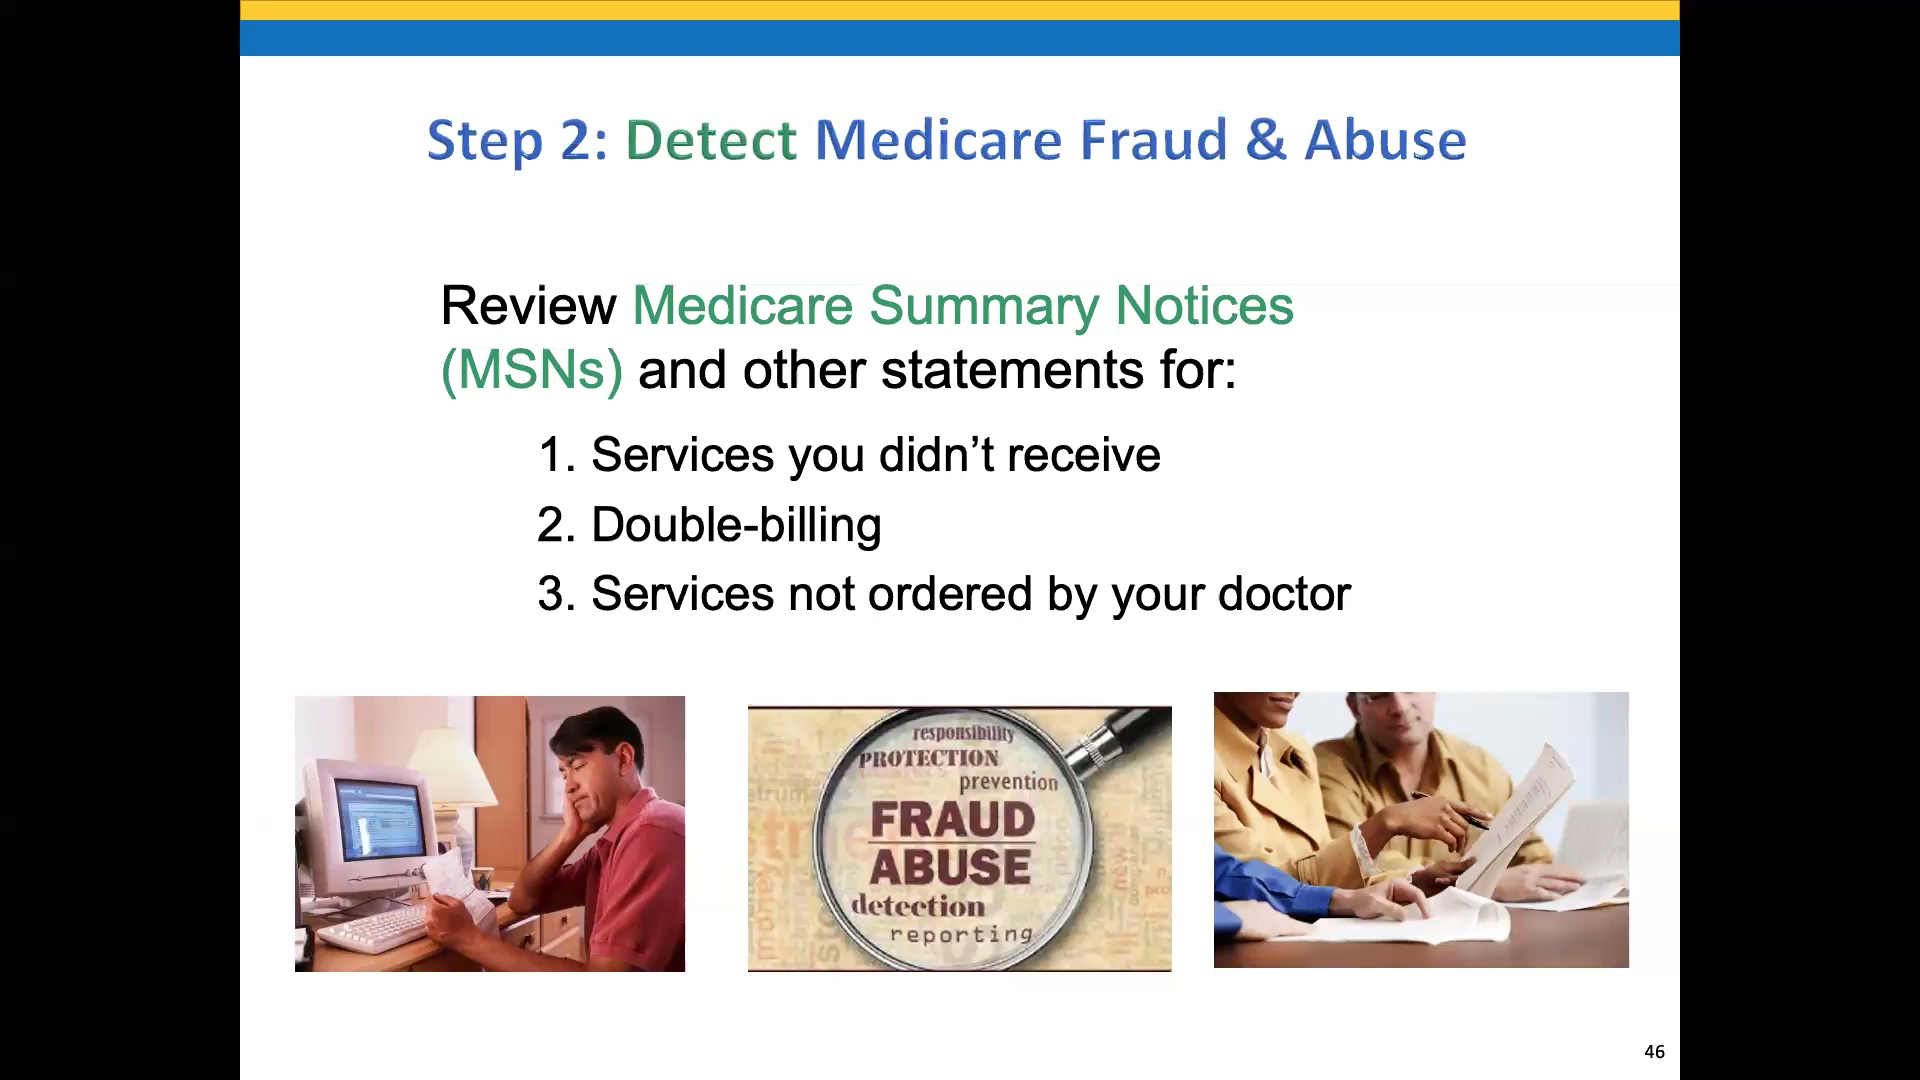 Step 2: Detect Medicare Fraud & Abuse
Review Medicare Summary Notices
(MSNs) and other statements for:
1. Services you didn’t receive
2. Double-billing
3. Services not ordered by your doctor
responsibility
PROTECTION
prevention
FRAUD
ABUSE
detection
reporting
money
new
46